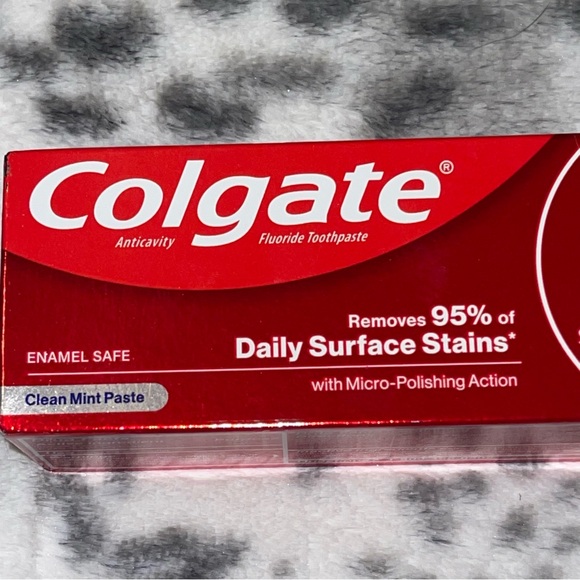 Colgate®
Anticavity Fluoride Toothpaste
Removes 95% of
Daily Surface Stains*
with Micro-Polishing Action
ENAMEL SAFE
Clean Mint Paste